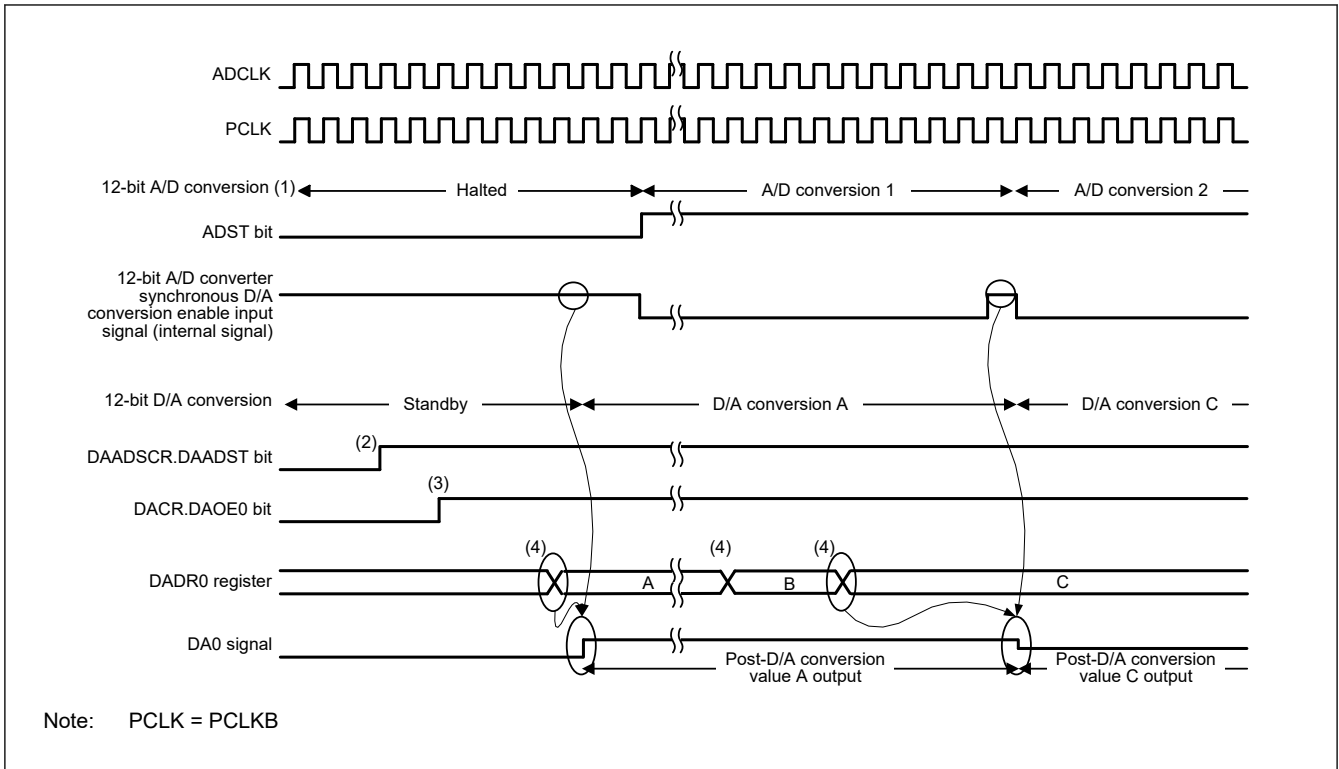 ADCLK
PCLK
12-bit A/D conversion (1)
Halted
A/D conversion 1
A/D conversion 2
ADST bit
12-bit A/D converter
synchronous D/A
conversion enable input
signal (internal signal)
12-bit D/A conversion
Standby
D/A conversion A
D/A conversion C
DAADSCR.DAADST bit
(2)
DACR.DAOE0 bit
(3)
(4)
(4)
(4)
DADR0 register
A
B
C
DA0 signal
Post-D/A conversion
value A output
Post-D/A conversion
value C output
Note: PCLK = PCLKB